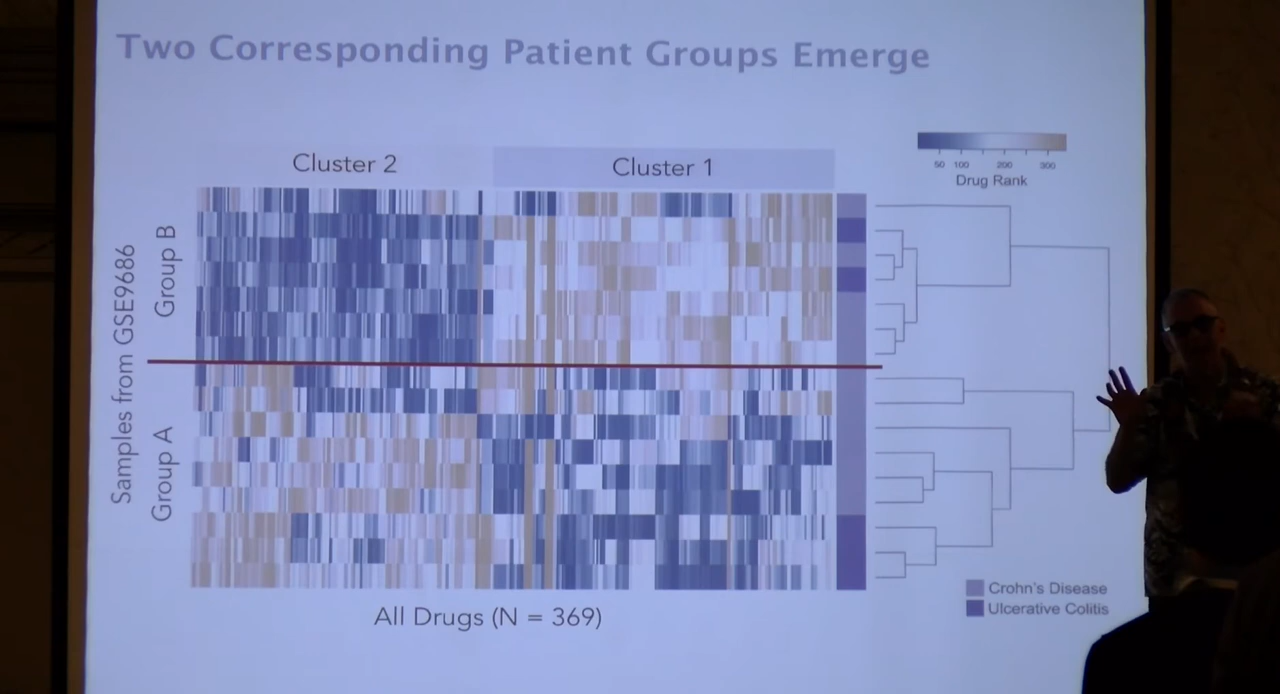 Two Corresponding Patient Groups Emerge
Cluster 2
Cluster 1
50 100 200 300
Drug Rank
Samples from GSE9686
Group B
Group A
All Drugs (N = 369)
Crohn's Disease
Ulcerative Colitis